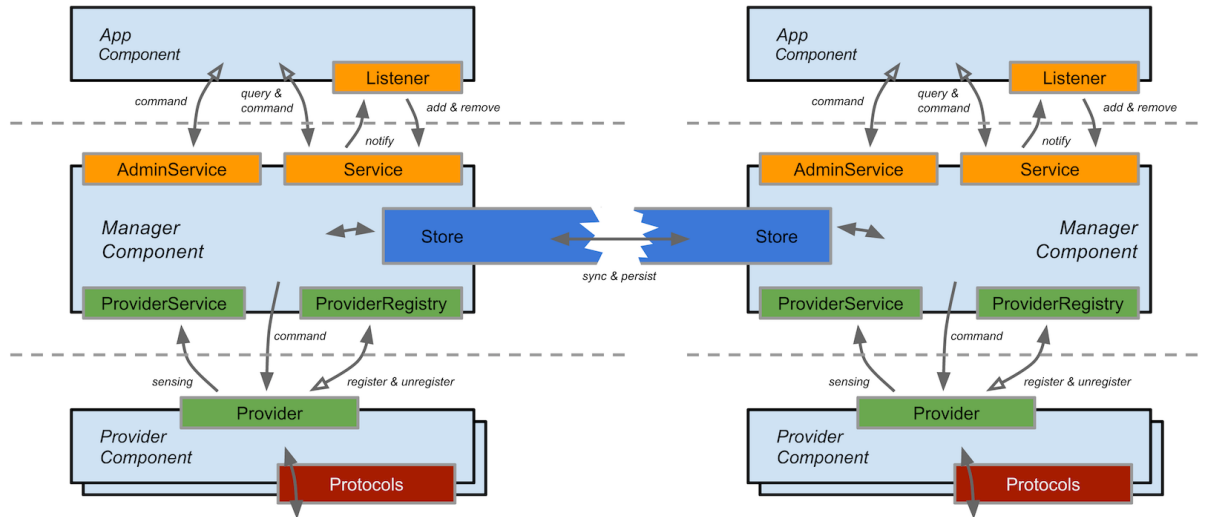 App
Component
Listener
command
query &
command
add & remove
notify
AdminService
Service
Manager
Component
Store
ProviderService
ProviderRegistry
command
sensing
register & unregister
Provider
Provider
Component
Protocols
sync & persist
App
Component
Listener
command
query &
command
add & remove
notify
AdminService
Service
Manager
Component
Store
ProviderService
ProviderRegistry
command
sensing
register & unregister
Provider
Provider
Component
Protocols